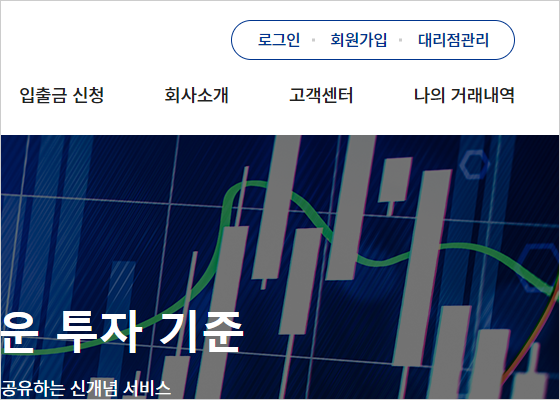 로그인 • 회원가입 • 대리점관리
입출금 신청 회사소개 고객센터 나의 거래내역
운 투자 기준
공유하는 신개념 서비스